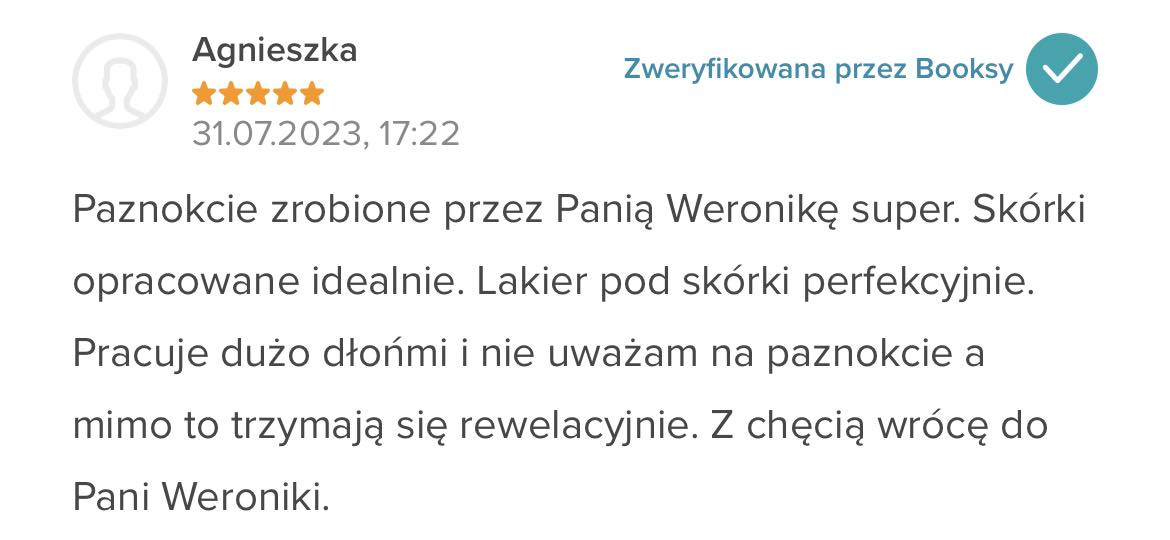 Agnieszka
Zweryfikowana przez Booksy
31.07.2023, 17:22
Paznokcie zrobione przez Panią Weronikę super. Skórki
opracowane idealnie. Lakier pod skórki perfekcyjnie.
Pracuje dużo dłońmi i nie uważam na paznokcie a
mimo to trzymają się rewelacyjnie. Z chęcią wrócę do
Pani Weroniki.